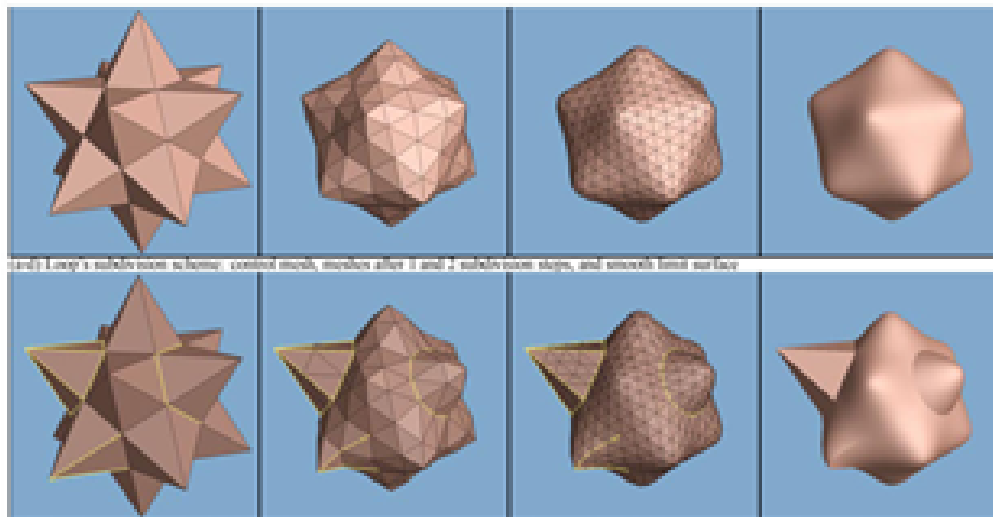 (a-d) Loop's subdivision scheme: control mesh, meshes after 1 and 2 subdivision steps, and smooth limit surface